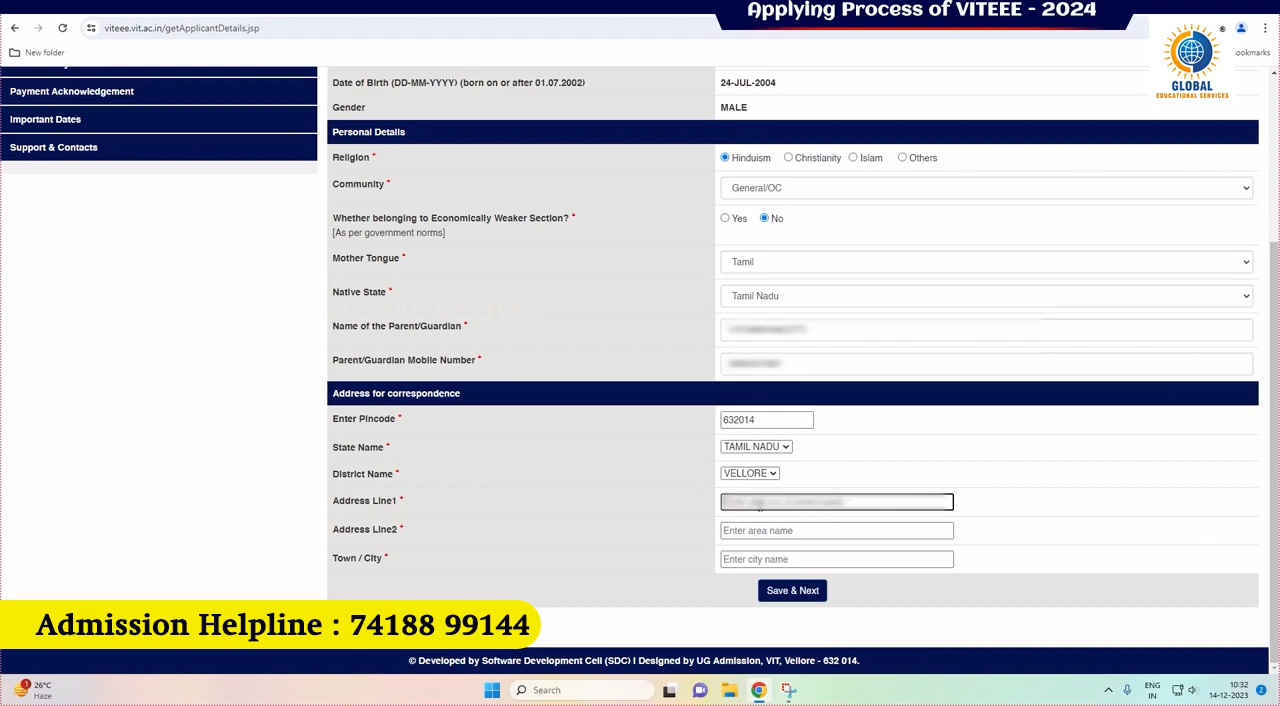 Applying Process of VITEEE - 2024
viteee.vit.ac.in/getApplicantDetails.jsp
New folder
Bookmarks
GLOBAL
EDUCATIONAL SERVICES
®
Payment Acknowledgement
Important Dates
Support & Contacts
Date of Birth (DD-MM-YYYY) (born on or after 01.07.2002)
24-JUL-2004
Gender
MALE
Personal Details
Religion *
Hinduism Christianity Islam Others
Community *
General/OC
Whether belonging to Economically Weaker Section? *
[As per government norms]
Yes No
Mother Tongue *
Tamil
Native State *
Tamil Nadu
Name of the Parent/Guardian *
Parent/Guardian Mobile Number *
Address for correspondence
Enter Pincode *
632014
State Name *
TAMIL NADU
District Name *
VELLORE
Address Line1 *
Address Line2 *
Enter area name
Town / City *
Enter city name
Save & Next
Admission Helpline : 74188 99144
© Developed by Software Development Cell (SDC) I Designed by UG Admission, VIT, Vellore - 632 014.
1
26°C
Haze
Search
ENG
IN
10:32
14-12-2023
2